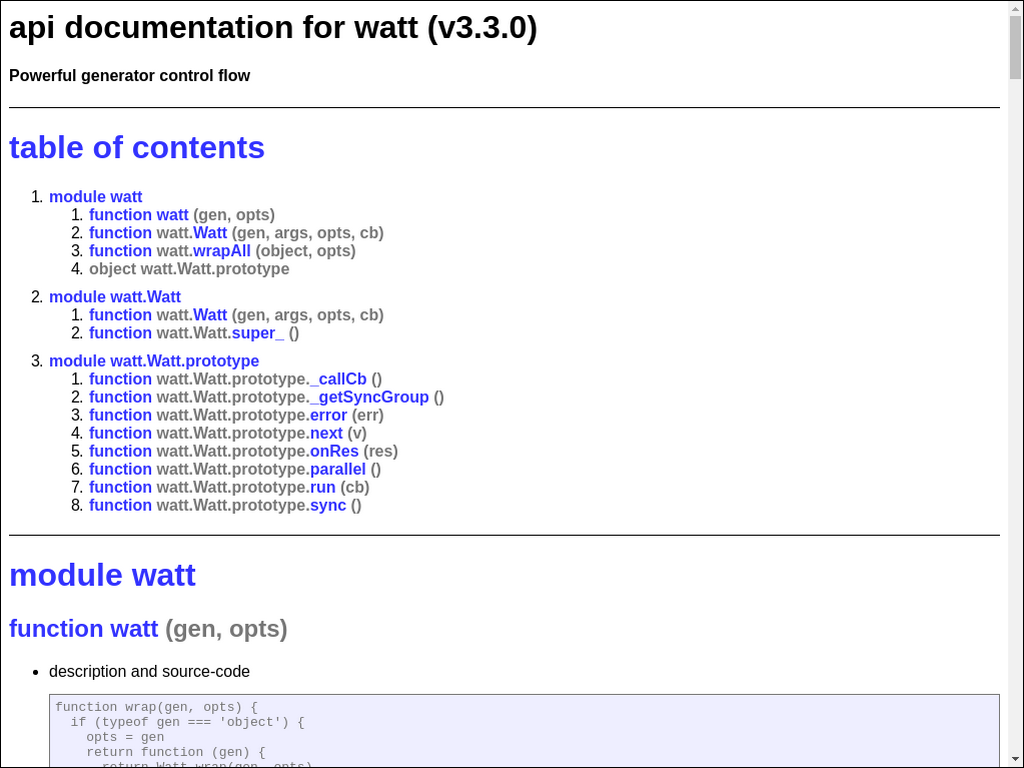 api documentation for watt (v3.3.0)
Powerful generator control flow
table of contents
1. module watt
1. function watt (gen, opts)
2. function watt.Watt (gen, args, opts, cb)
3. function watt.wrapAll (object, opts)
4. object watt.Watt.prototype
2. module watt.Watt
1. function watt.Watt (gen, args, opts, cb)
2. function watt.Watt.super_ ()
3. module watt.Watt.prototype
1. function watt.Watt.prototype._callCb ()
2. function watt.Watt.prototype._getSyncGroup ()
3. function watt.Watt.prototype.error (err)
4. function watt.Watt.prototype.next (v)
5. function watt.Watt.prototype.onRes (res)
6. function watt.Watt.prototype.parallel ()
7. function watt.Watt.prototype.run (cb)
8. function watt.Watt.prototype.sync ()
module watt
function watt (gen, opts)
• description and source-code
function wrap(gen, opts) {
  if (typeof gen === 'object') {
    opts = gen
    return function (gen) {
      return Watt.wrap(gen, opts)